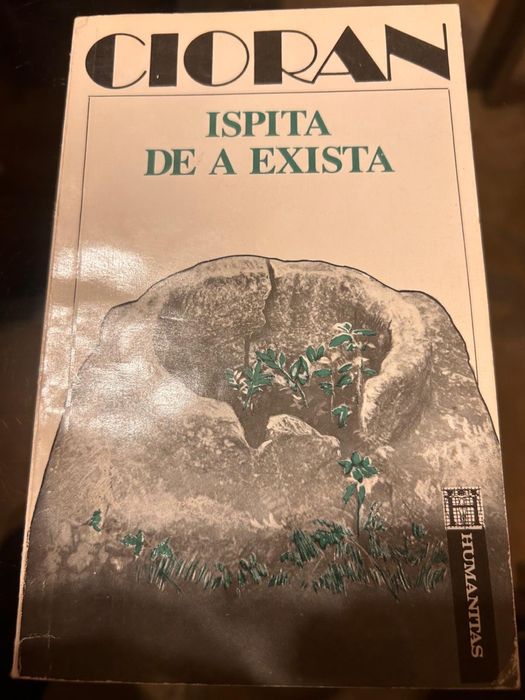 CIORAN
ISPITA
DE A EXISTA
HUMANITAS